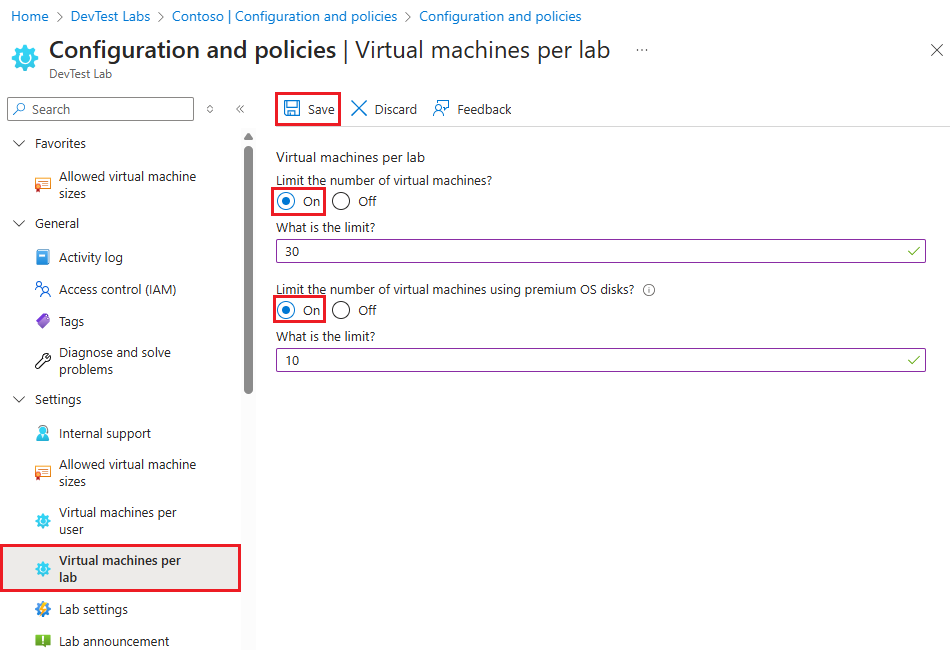 Home > DevTest Labs > Contoso | Configuration and policies > Configuration and policies
Configuration and policies | Virtual machines per lab ...
DevTest Lab
Search
Favorites
Allowed virtual machine
sizes
General
Activity log
Access control (IAM)
Tags
Diagnose and solve
problems
Settings
Internal support
Allowed virtual machine
sizes
Virtual machines per
user
Virtual machines per
lab
Lab settings
Lab announcement
Save Discard Feedback
Virtual machines per lab
Limit the number of virtual machines?
On Off
What is the limit?
30
Limit the number of virtual machines using premium OS disks?
On Off
What is the limit?
10